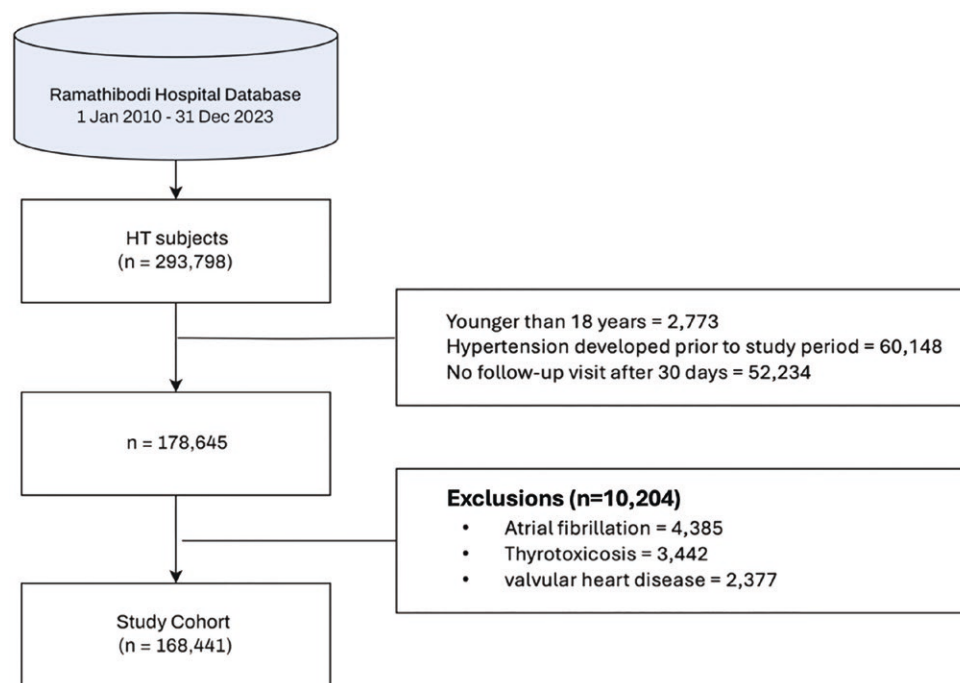 Ramathibodi Hospital Database
1 Jan 2010 - 31 Dec 2023
HT subjects
(n = 293,798)
Younger than 18 years = 2,773
Hypertension developed prior to study period = 60,148
No follow-up visit after 30 days = 52,234
n = 178,645
Exclusions (n=10,204)
• Atrial fibrillation = 4,385
• Thyrotoxicosis = 3,442
• valvular heart disease = 2,377
Study Cohort
(n = 168,441)